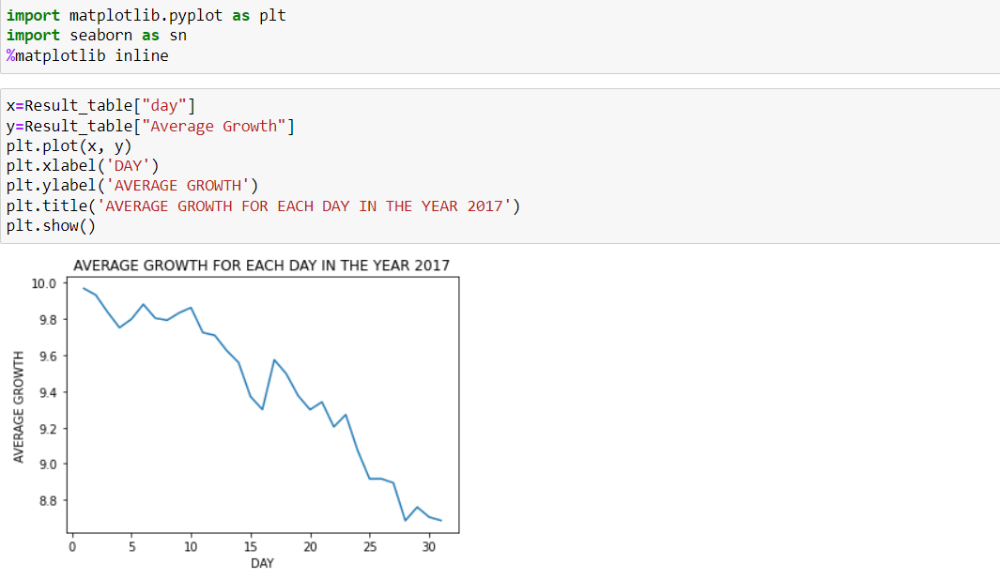 import matplotlib.pyplot as plt
import seaborn as sn
%matplotlib inline
x=Result_table["day"]
y=Result_table["Average Growth"]
plt.plot(x, y)
plt.xlabel('DAY')
plt.ylabel('AVERAGE GROWTH')
plt.title('AVERAGE GROWTH FOR EACH DAY IN THE YEAR 2017')
plt.show()
AVERAGE GROWTH FOR EACH DAY IN THE YEAR 2017
AVERAGE GROWTH
10.0
9.8
9.6
9.4
9.2
9.0
8.8
0 5 10 15 20 25 30
DAY